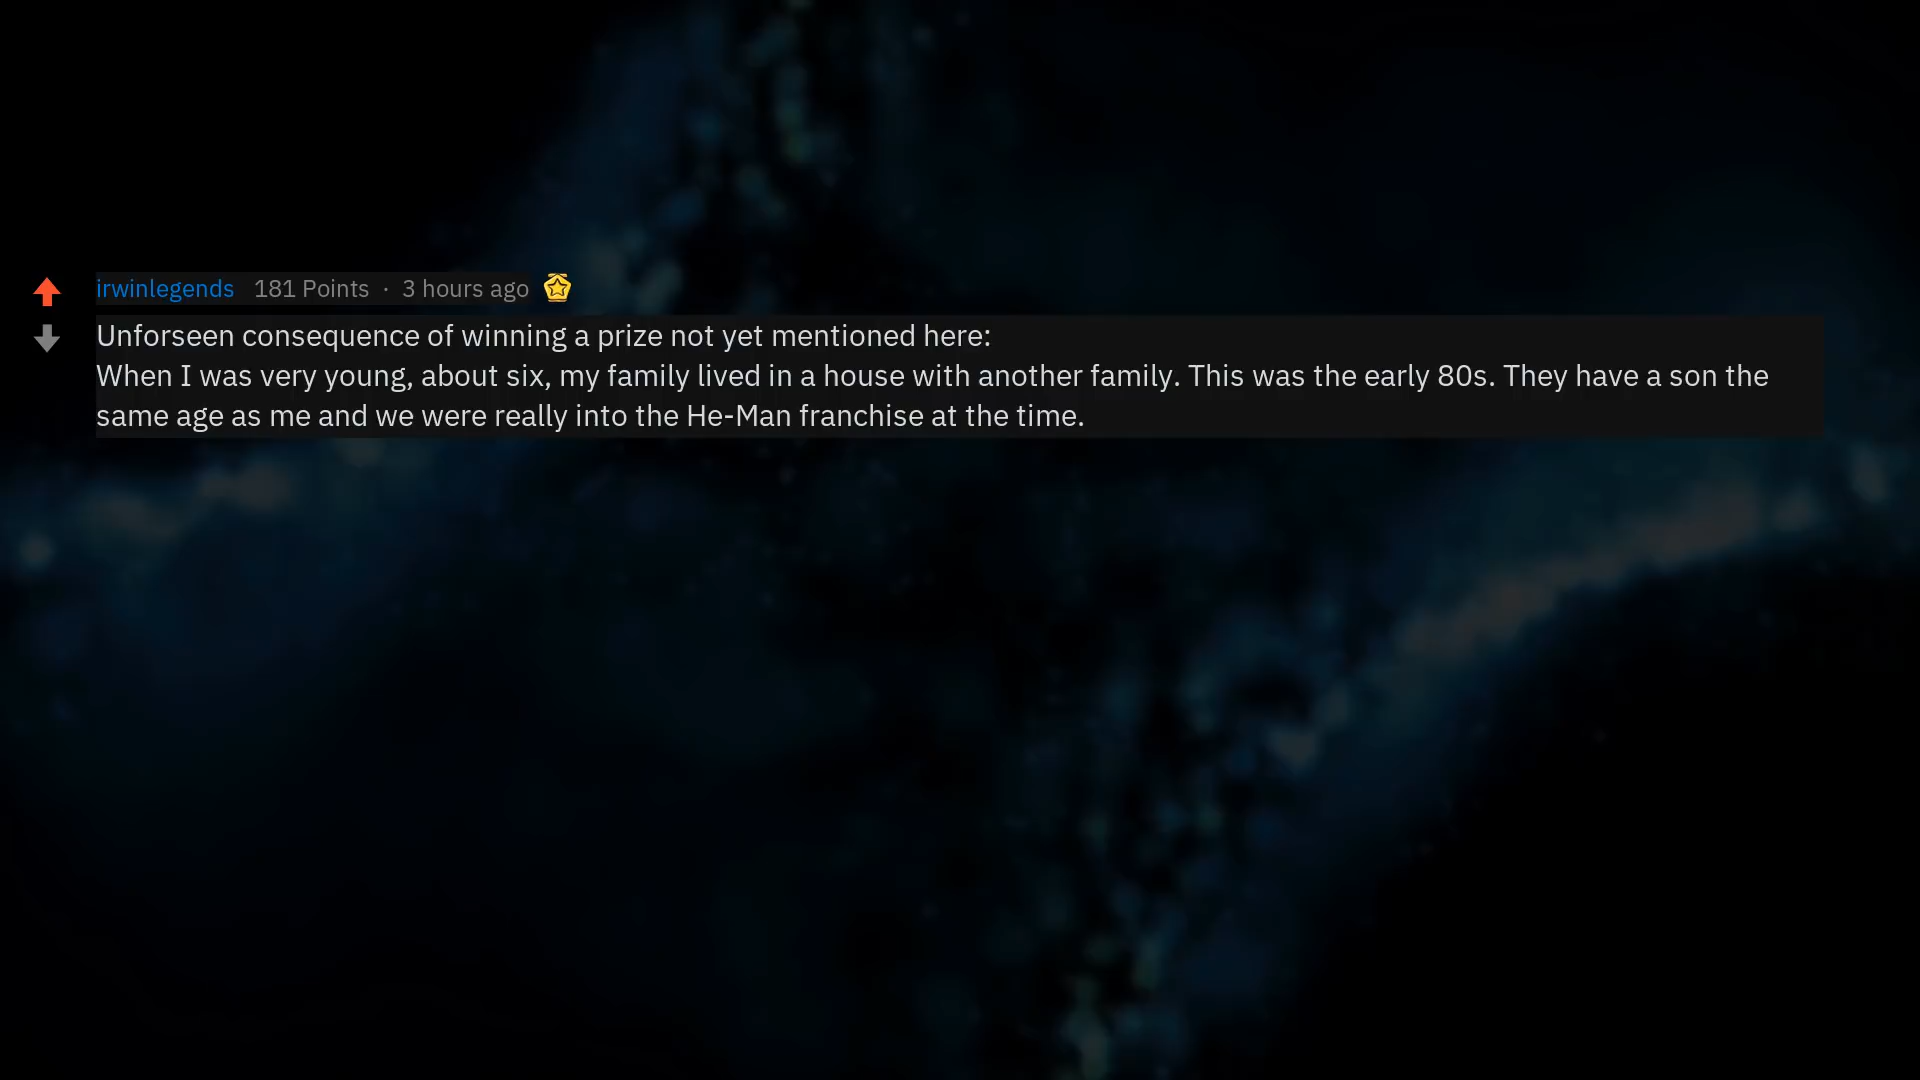 irwinlegends 181 Points · 3 hours ago
Unforseen consequence of winning a prize not yet mentioned here:
When I was very young, about six, my family lived in a house with another family. This was the early 80s. They have a son the
same age as me and we were really into the He-Man franchise at the time.